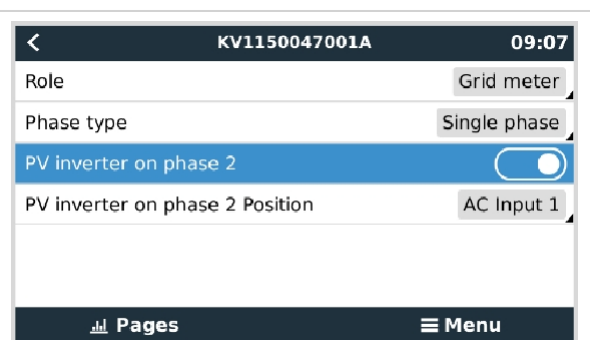 KV1150047001A 09:07
Role Grid meter
Phase type Single phase
PV inverter on phase 2
PV inverter on phase 2 Position AC Input 1
Pages Menu